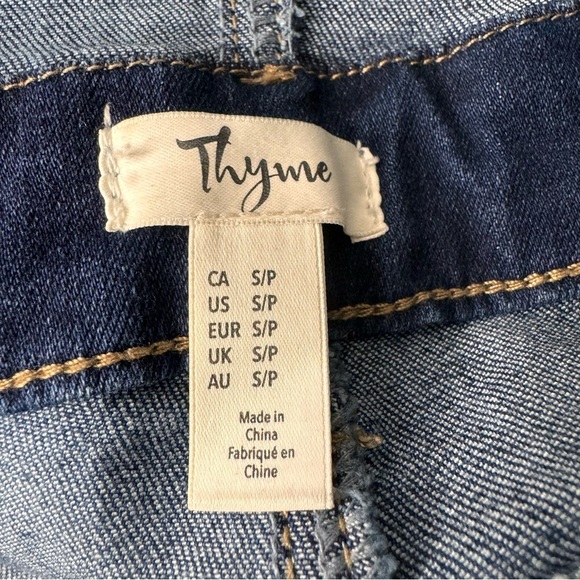 Thyme
CA S/P
US S/P
EUR S/P
UK S/P
AU S/P
Made in
China
Fabriqué en
Chine